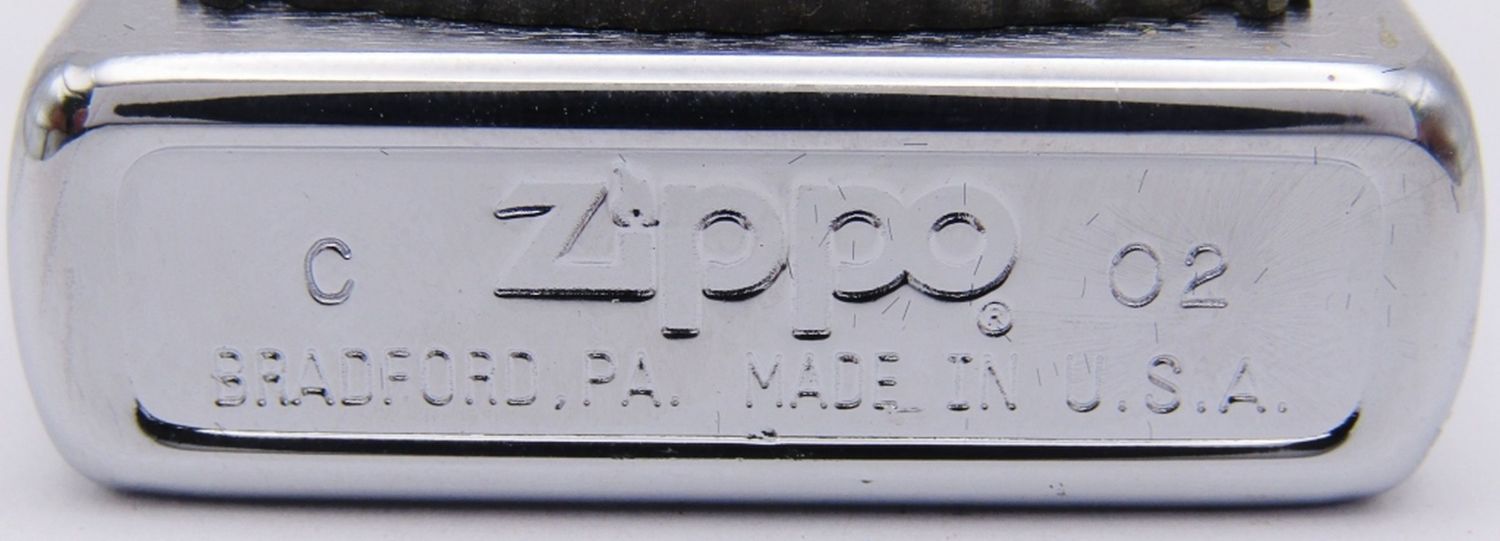 C Zippo® 02
BRADFORD, PA. MADE IN U.S.A.